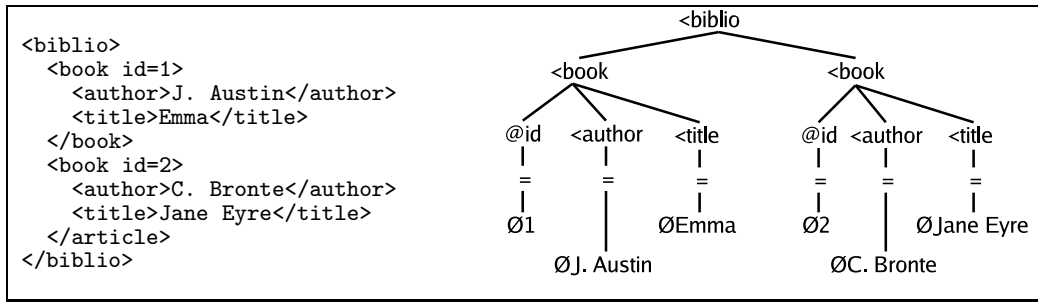 <biblio>
<book id=1>
<author>J. Austin</author>
<title>Emma</title>
</book>
<book id=2>
<author>C. Bronte</author>
<title>Jane Eyre</title>
</article>
</biblio>
<biblio
<book <book
@id <author <title @id <author <title
= = = = = =
Ø1 ØEmma Ø2 ØJane Eyre
ØJ. Austin ØC. Bronte